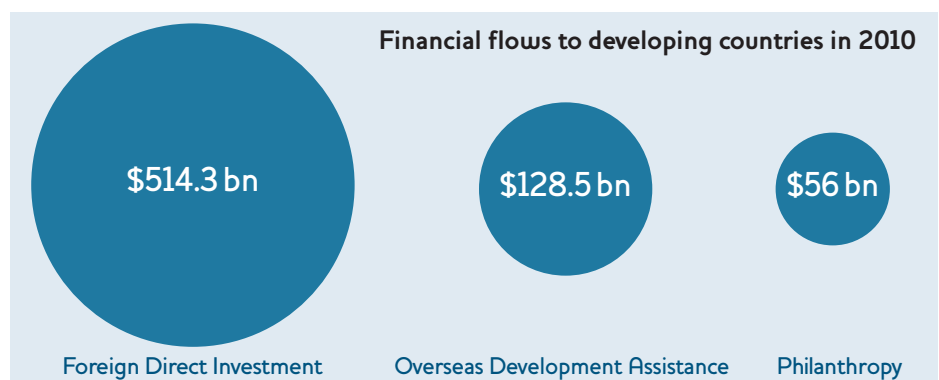 Financial flows to developing countries in 2010
$514.3 bn
$128.5 bn
$56 bn
Foreign Direct Investment
Overseas Development Assistance
Philanthropy